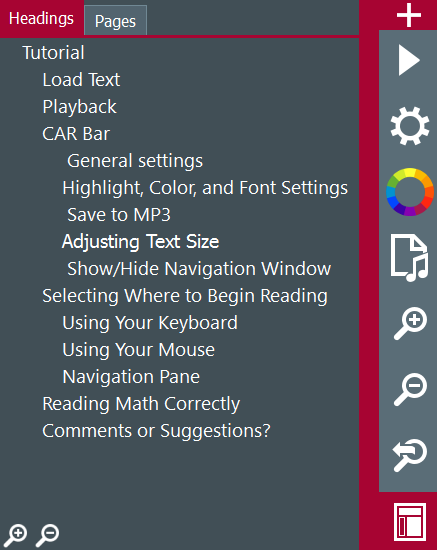 Headings
Pages
Tutorial
Load Text
Playback
CAR Bar
General settings
Highlight, Color, and Font Settings
Save to MP3
Adjusting Text Size
Show/Hide Navigation Window
Selecting Where to Begin Reading
Using Your Keyboard
Using Your Mouse
Navigation Pane
Reading Math Correctly
Comments or Suggestions?